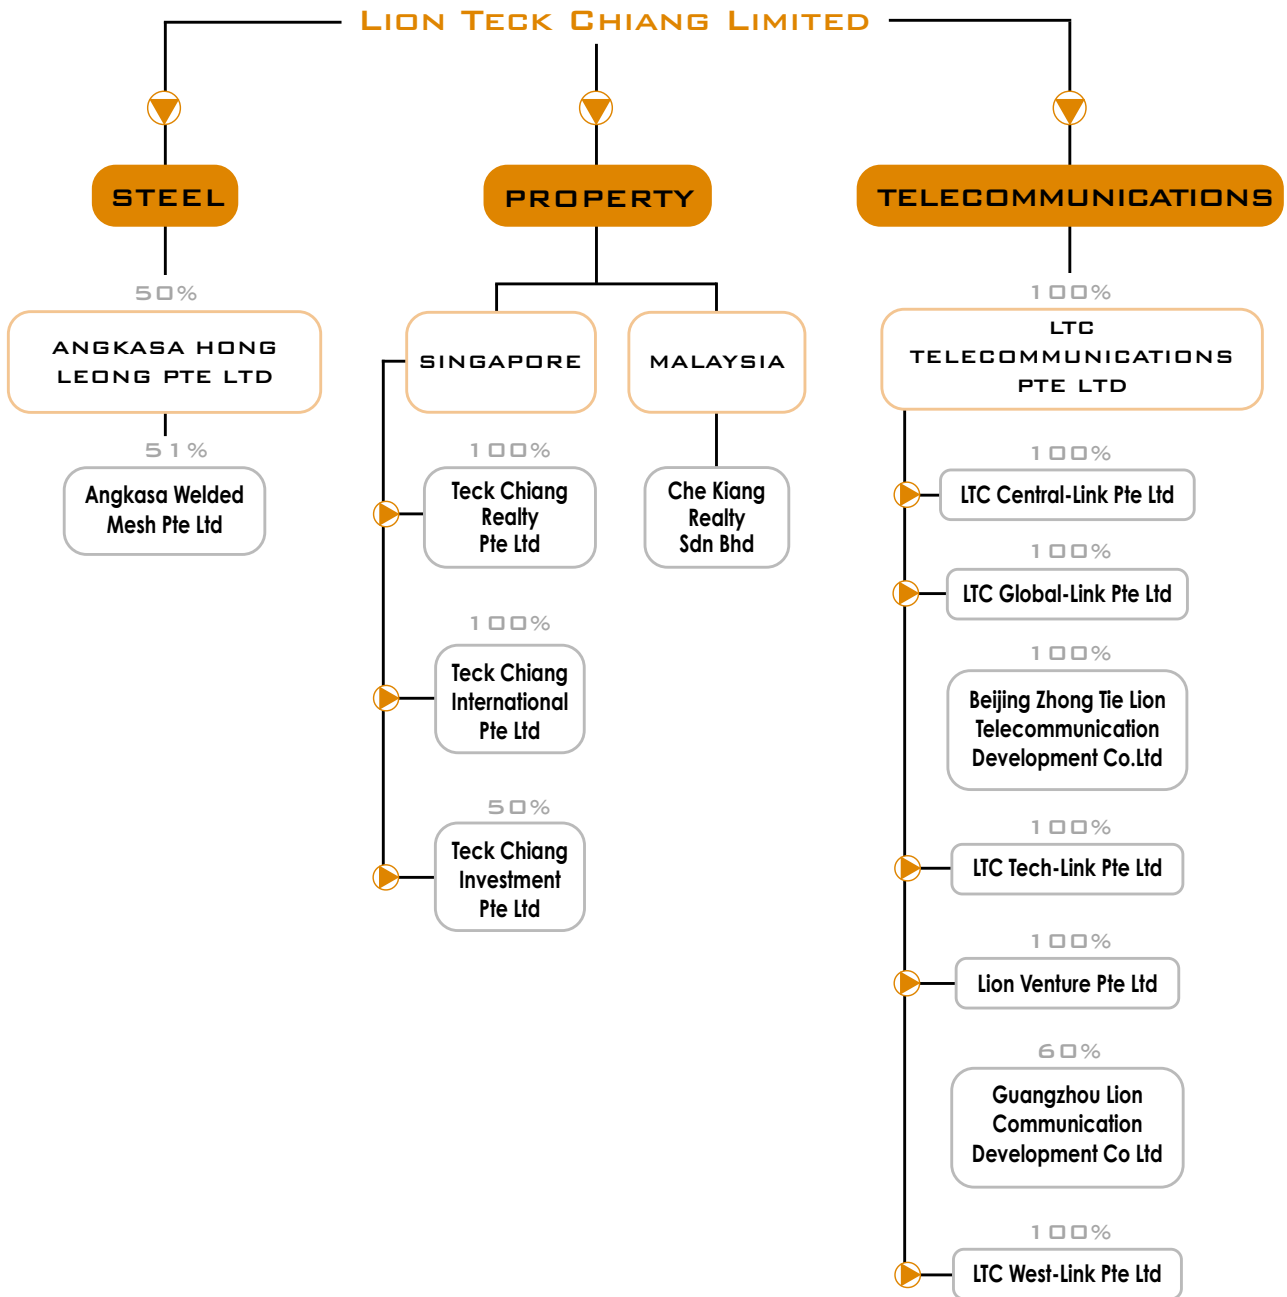 LION TECK CHIANG LIMITED
STEEL
50%
ANGKASA HONG
LEONG PTE LTD
51%
Angkasa Welded
Mesh Pte Ltd
PROPERTY
SINGAPORE
100%
Teck Chiang
Realty
Pte Ltd
100%
Teck Chiang
International
Pte Ltd
50%
Teck Chiang
Investment
Pte Ltd
MALAYSIA
Che Kiang
Realty
Sdn Bhd
TELECOMMUNICATIONS
100%
LTC
TELECOMMUNICATIONS
PTE LTD
100%
LTC Central-Link Pte Ltd
100%
LTC Global-Link Pte Ltd
100%
Beijing Zhong Tie Lion
Telecommunication
Development Co.Ltd
100%
LTC Tech-Link Pte Ltd
100%
Lion Venture Pte Ltd
60%
Guangzhou Lion
Communication
Development Co Ltd
100%
LTC West-Link Pte Ltd